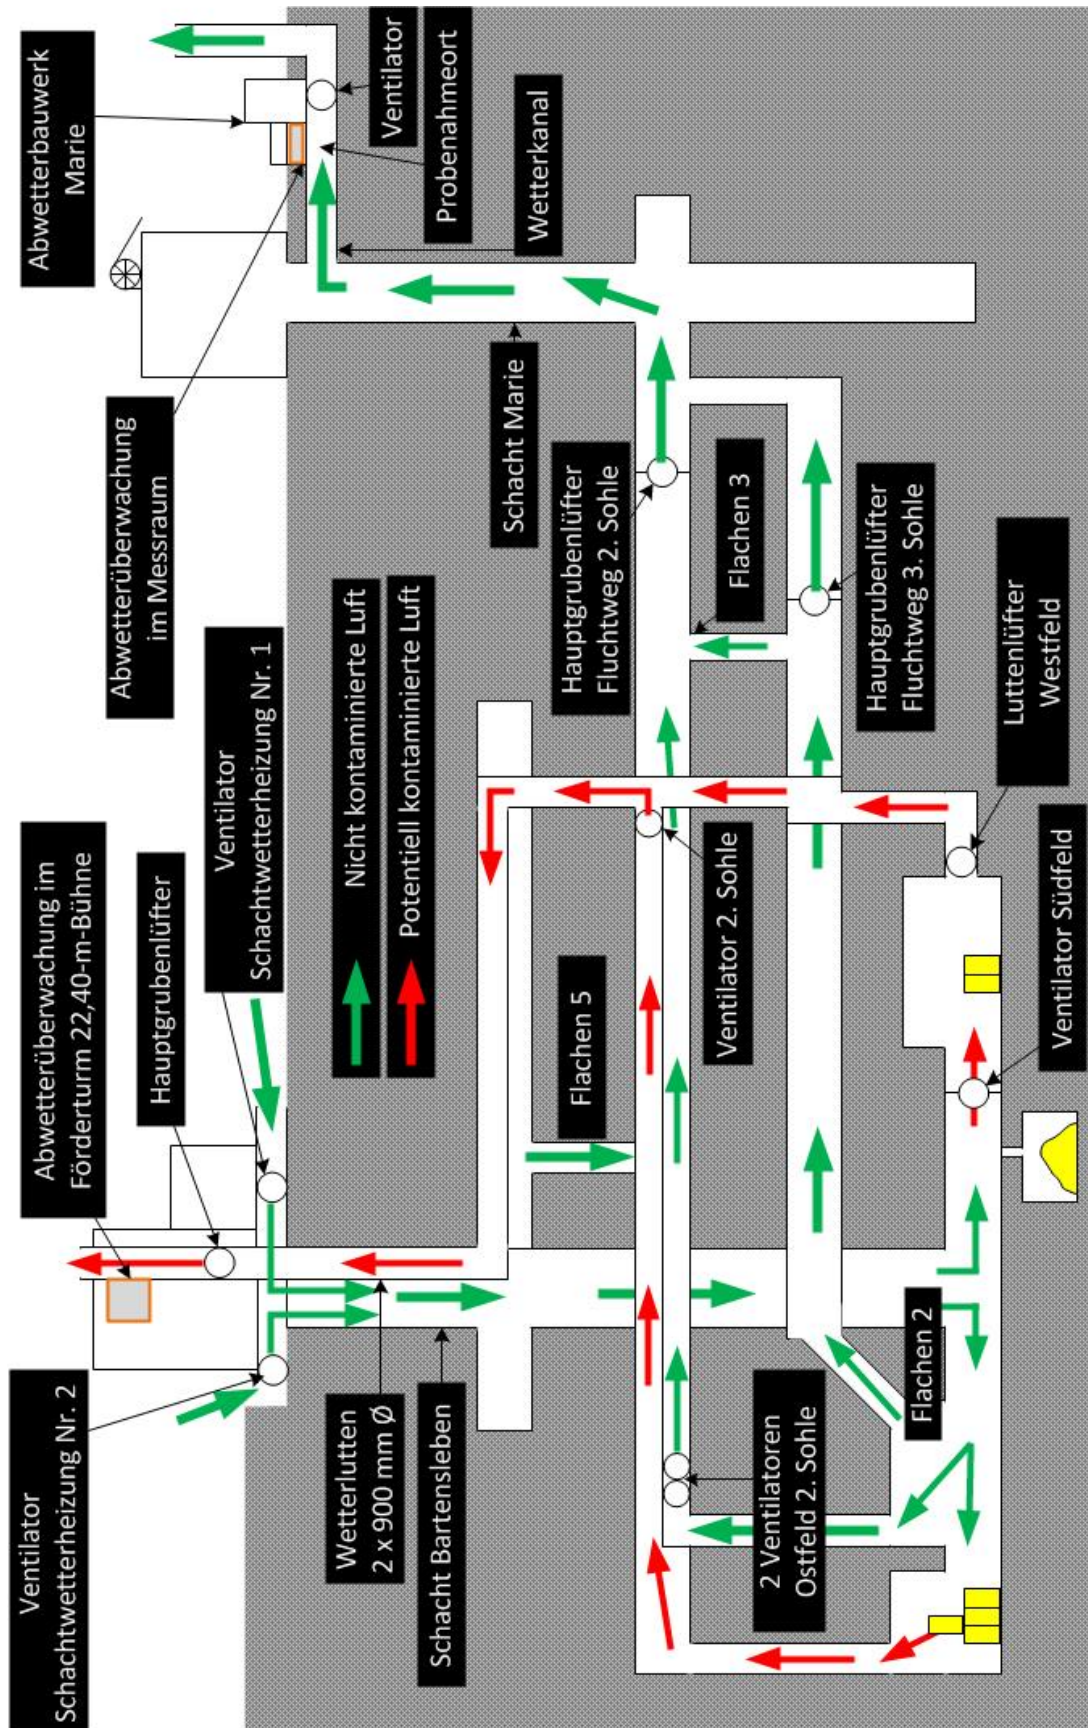 Ventilator
Schachtwetterheizung Nr. 2
Abwetterüberwachung im
Förderturm 22,40-m-Bühne
Hauptgrubenlüfter
Ventilator
Schachtwetterheizung Nr. 1
Abwetterüberwachung
im Messraum
Abwetterbauwerk
Marie
Ventilator
Probenahmeort
Wetterkanal
Nicht kontaminierte Luft
Potentiell kontaminierte Luft
Wetterlutten
2 x 900 mm Ø
Schacht Bartensleben
Schacht Marie
Flachen 5
Hauptgrubenlüfter
Fluchtweg 2. Sohle
Flachen 3
Ventilator 2. Sohle
2 Ventilatoren
Ostfeld 2. Sohle
Hauptgrubenlüfter
Fluchtweg 3. Sohle
Flachen 2
Luttenlüfter
Westfeld
Ventilator Südfeld